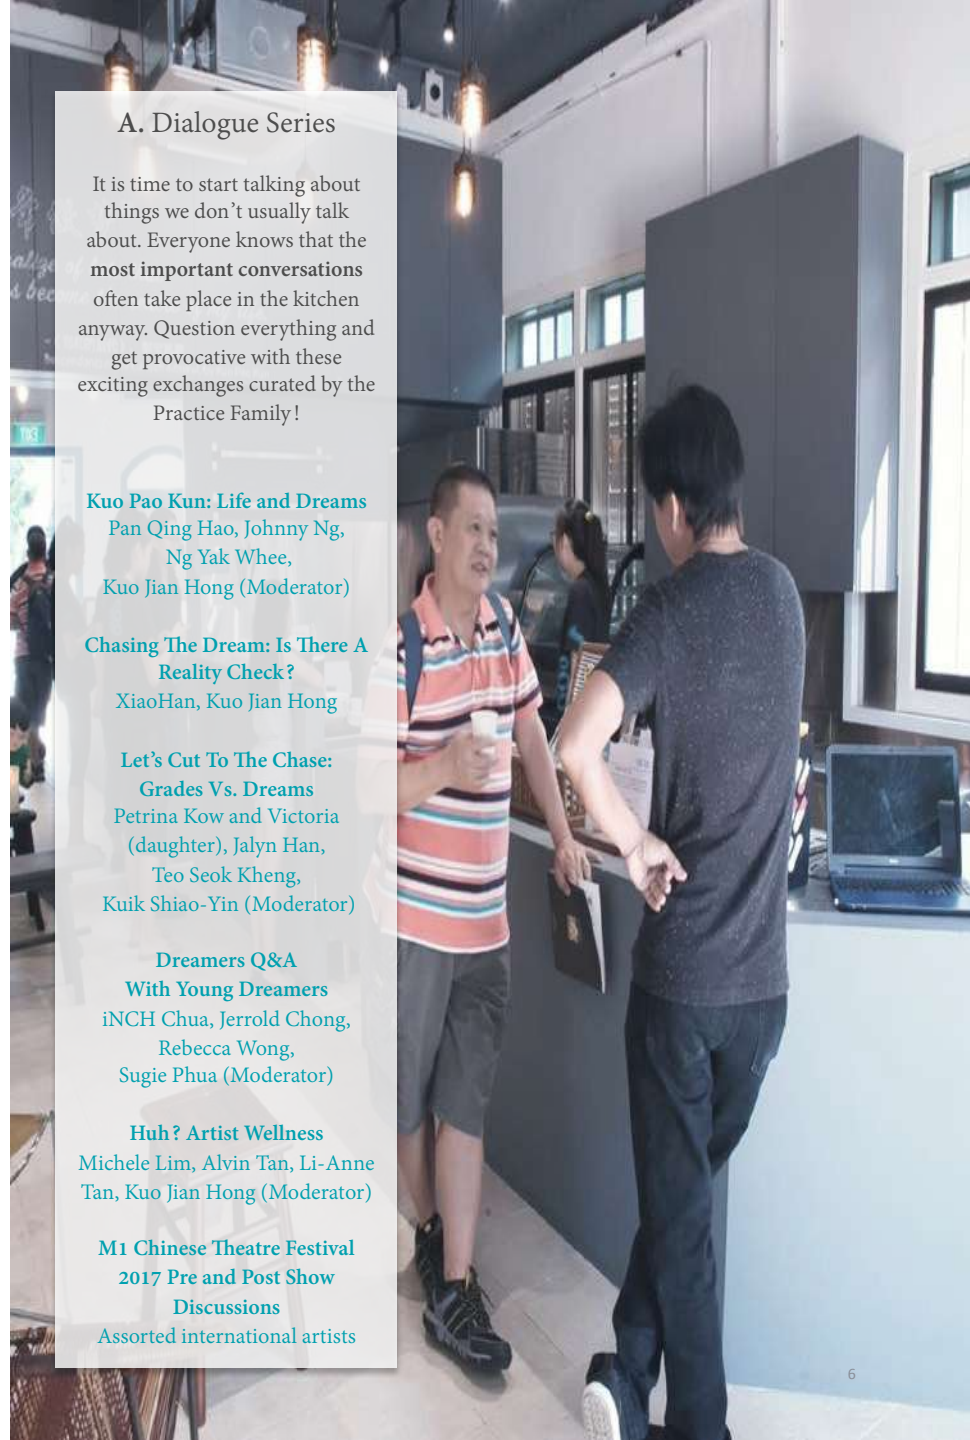 A. Dialogue Series
It is time to start talking about
things we don't usually talk
about. Everyone knows that the
most important conversations
often take place in the kitchen
anyway. Question everything and
get provocative with these
exciting exchanges curated by the
Practice Family!
Kuo Pao Kun: Life and Dreams
Pan Qing Hao, Johnny Ng,
Ng Yak Whee,
Kuo Jian Hong (Moderator)
Chasing The Dream: Is There A
Reality Check?
XiaoHan, Kuo Jian Hong
Let's Cut To The Chase:
Grades Vs. Dreams
Petrina Kow and Victoria
(daughter), Jalyn Han,
Teo Seok Kheng,
Kuik Shiao-Yin (Moderator)
Dreamers Q&A
With Young Dreamers
iNCH Chua, Jerrold Chong,
Rebecca Wong,
Sugie Phua (Moderator)
Huh? Artist Wellness
Michele Lim, Alvin Tan, Li-Anne
Tan, Kuo Jian Hong (Moderator)
M1 Chinese Theatre Festival
2017 Pre and Post Show
Discussions
Assorted international artists
6